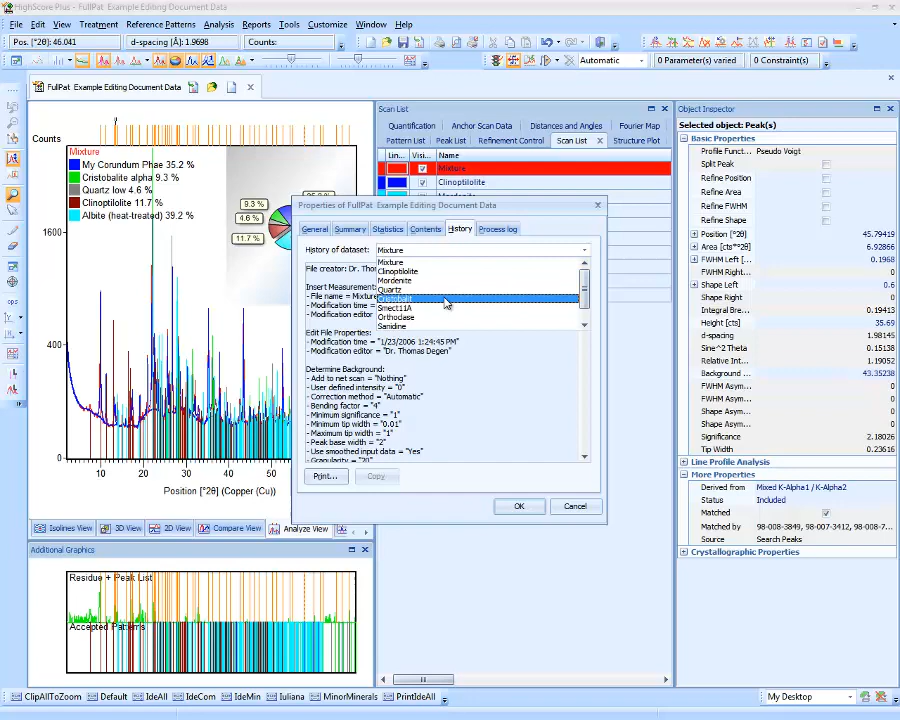 HighScore Plus - FullPat Example Editing Document Data
File Edit View Treatment Reference Patterns Analysis Reports Tools Customize Window Help
Pos. [°2θ]: 46.041 d-spacing [Å]: 1.9698 Counts:
Automatic 0 Parameter(s) varied 0 Constraint(s)
FullPat Example Editing Document Data
Counts
Mixture
My Corundum Phae 35.2 %
Cristobalite alpha 9.3 %
Quartz low 4.6 %
Clinoptilolite 11.7 %
Albite (heat-treated) 39.2 %
9.3 %
4.6 %
11.7 %
1600
400
0
10 20 30 40 50
Position [°2θ] (Copper (Cu))
Isolines View 3D View 2D View Compare View Analyze View
Additional Graphics
Residue + Peak List
Accepted Patterns
Scan List
Quantification Anchor Scan Data Distances and Angles Fourier Map
Pattern List Peak List Refinement Control Scan List Structure Plot
Lin... Visi... Name
Mixture
Clinoptilolite
Properties of FullPat Example Editing Document Data
General Summary Statistics Contents History Process log
History of dataset: Mixture
Mixture
Clinoptilolite
Mordenite
Quartz
Cristobalit
Smect11A
Orthoclase
Sanidine
File creator: Dr. Tho
Insert Measurement:
- File name = Mixture
- Modification time =
- Modification editor
Edit File Properties:
- Modification time = "1/23/2006 1:24:45 PM"
- Modification editor = "Dr. Thomas Degen"
Determine Background:
- Add to net scan = "Nothing"
- User defined intensity = "0"
- Correction method = "Automatic"
- Bending factor = "4"
- Minimum significance = "1"
- Minimum tip width = "0.01"
- Maximum tip width = "1"
- Peak base width = "2"
- Use smoothed input data = "Yes"
- Granularity = "20"
Print... Copy
OK Cancel
Object Inspector
Selected object: Peak(s)
Basic Properties
Profile Funct... Pseudo Voigt
Split Peak
Refine Position
Refine Area
Refine FWHM
Refine Shape
Position [°2θ] 45.79419
Area [cts*°2θ] 6.92866
FWHM Left [°... 0.1968
FWHM Right...
Shape Left 0.6
Shape Right
Integral Bre... 0.19413
Height [cts] 35.69
d-spacing 1.98145
Sine^2 Theta 0.15138
Relative Int... 1.19052
Background ... 43.35238
FWHM Asym...
Shape Asym...
Significance 2.18026
Tip Width 0.23616
Line Profile Analysis
More Properties
Derived from Mixed K-Alpha1 / K-Alpha2
Status Included
Matched
Matched by 98-008-3849, 98-007-3412, 98-008-7...
Source Search Peaks
Crystallographic Properties
ClipAllToZoom Default IdeAll IdeCom IdeMin Iuliana MinorMinerals PrintIdeAll
My Desktop